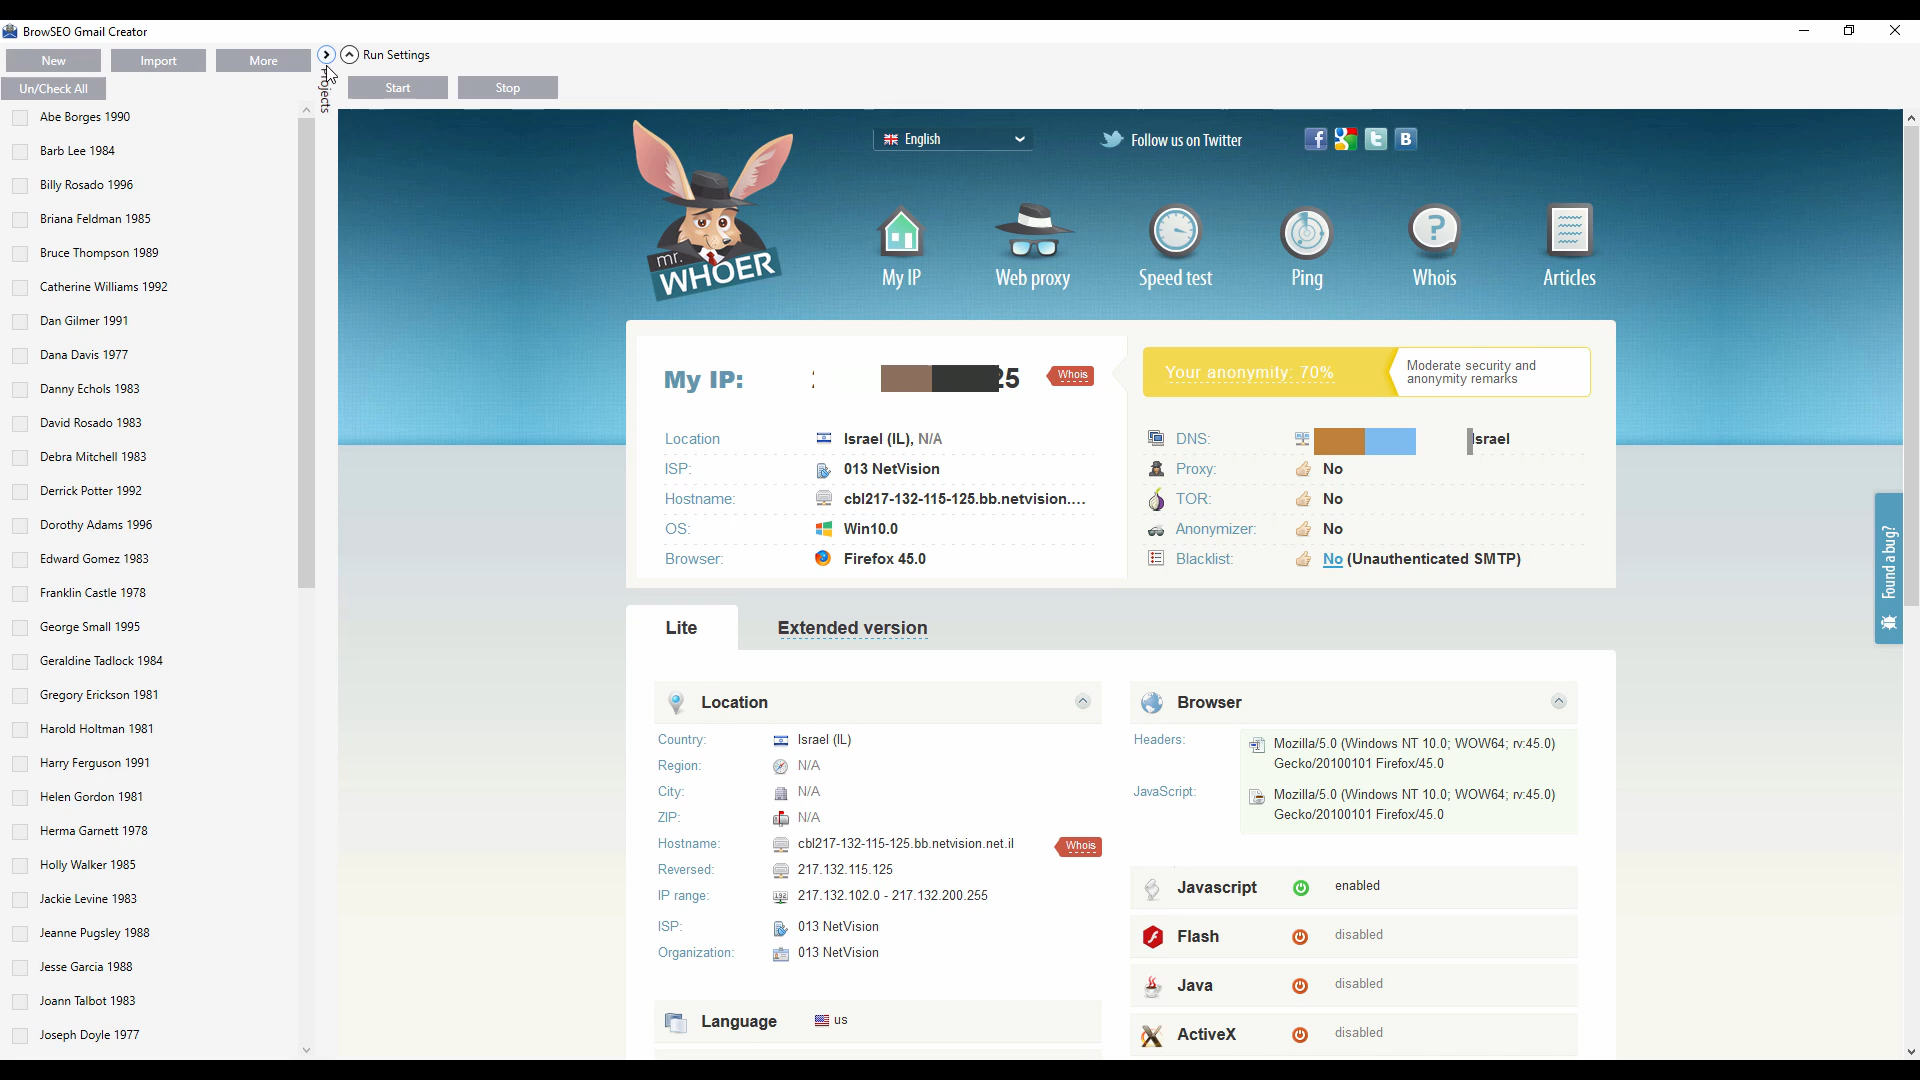 BrowSEO Gmail Creator
New
Import
More
Run Settings
Projects
Un/Check All
Start
Stop
Abe Borges 1990
Barb Lee 1984
Billy Rosado 1996
Briana Feldman 1985
Bruce Thompson 1989
Catherine Williams 1992
Dan Gilmer 1991
Dana Davis 1977
Danny Echols 1983
David Rosado 1983
Debra Mitchell 1983
Derrick Potter 1992
Dorothy Adams 1996
Edward Gomez 1983
Franklin Castle 1978
George Small 1995
Geraldine Tadlock 1984
Gregory Erickson 1981
Harold Holtman 1981
Harry Ferguson 1991
Helen Gordon 1981
Herma Garnett 1978
Holly Walker 1985
Jackie Levine 1983
Jeanne Pugsley 1988
Jesse Garcia 1988
Joann Talbot 1983
Joseph Doyle 1977
English
Follow us on Twitter
mr.
WHOER
My IP
Web proxy
Speed test
Ping
Whois
Articles
My IP: 25 Whois
Location Israel (IL), N/A
ISP: 013 NetVision
Hostname: cbl217-132-115-125.bb.netvision....
OS: Win10.0
Browser: Firefox 45.0
Your anonymity: 70%
Moderate security and
anonymity remarks
DNS: Israel
Proxy: No
TOR: No
Anonymizer: No
Blacklist: No (Unauthenticated SMTP)
Found a bug?
Lite
Extended version
Location
Country: Israel (IL)
Region: N/A
City: N/A
ZIP: N/A
Hostname: cbl217-132-115-125.bb.netvision.net.il Whois
Reversed: 217.132.115.125
IP range: 217.132.102.0 - 217.132.200.255
ISP: 013 NetVision
Organization: 013 NetVision
Language us
Browser
Headers: Mozilla/5.0 (Windows NT 10.0; WOW64; rv:45.0)
Gecko/20100101 Firefox/45.0
JavaScript: Mozilla/5.0 (Windows NT 10.0; WOW64; rv:45.0)
Gecko/20100101 Firefox/45.0
Javascript enabled
Flash disabled
Java disabled
ActiveX disabled